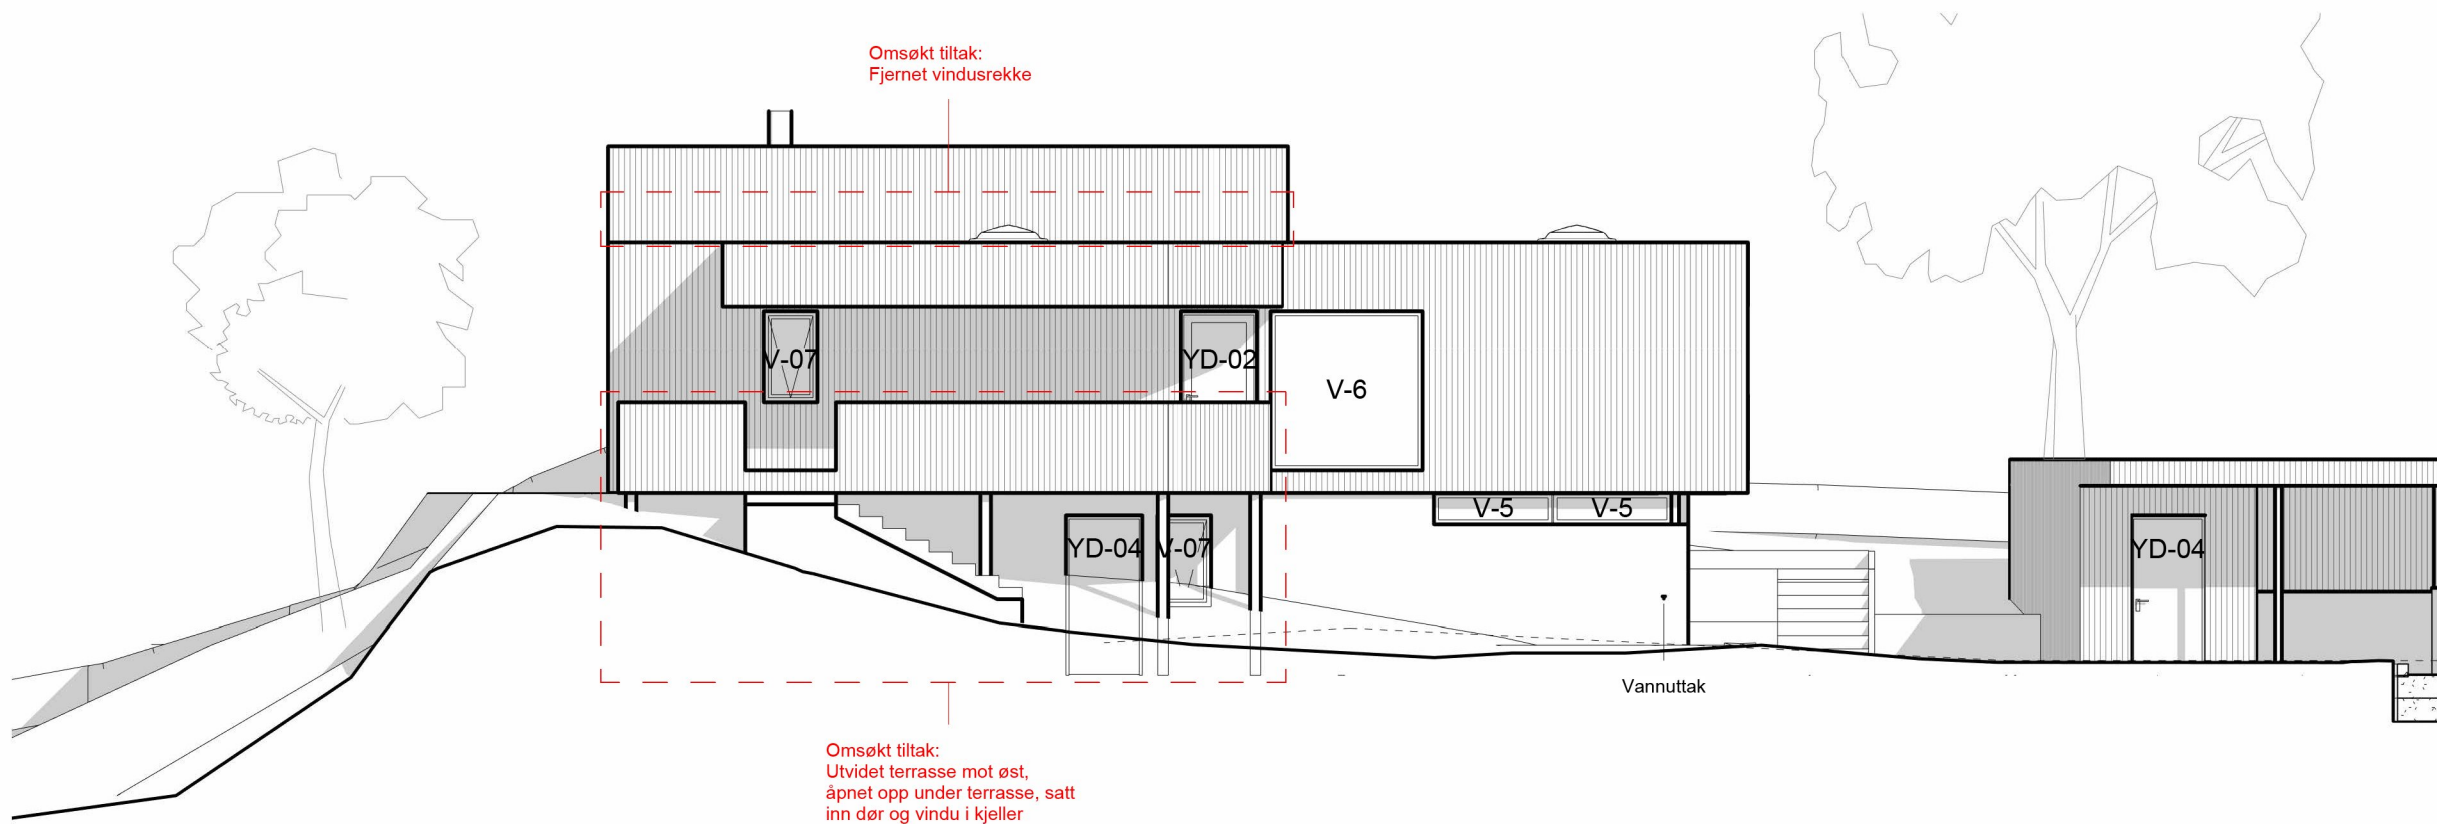 Omsøkt tiltak:
Fjernet vindusrekke
V-07
YD-02
V-6
V-5
V-5
YD-04
V-07
YD-04
Vannuttak
Omsøkt tiltak:
Utvidet terrasse mot øst,
åpnet opp under terrasse, satt
inn dør og vindu i kjeller